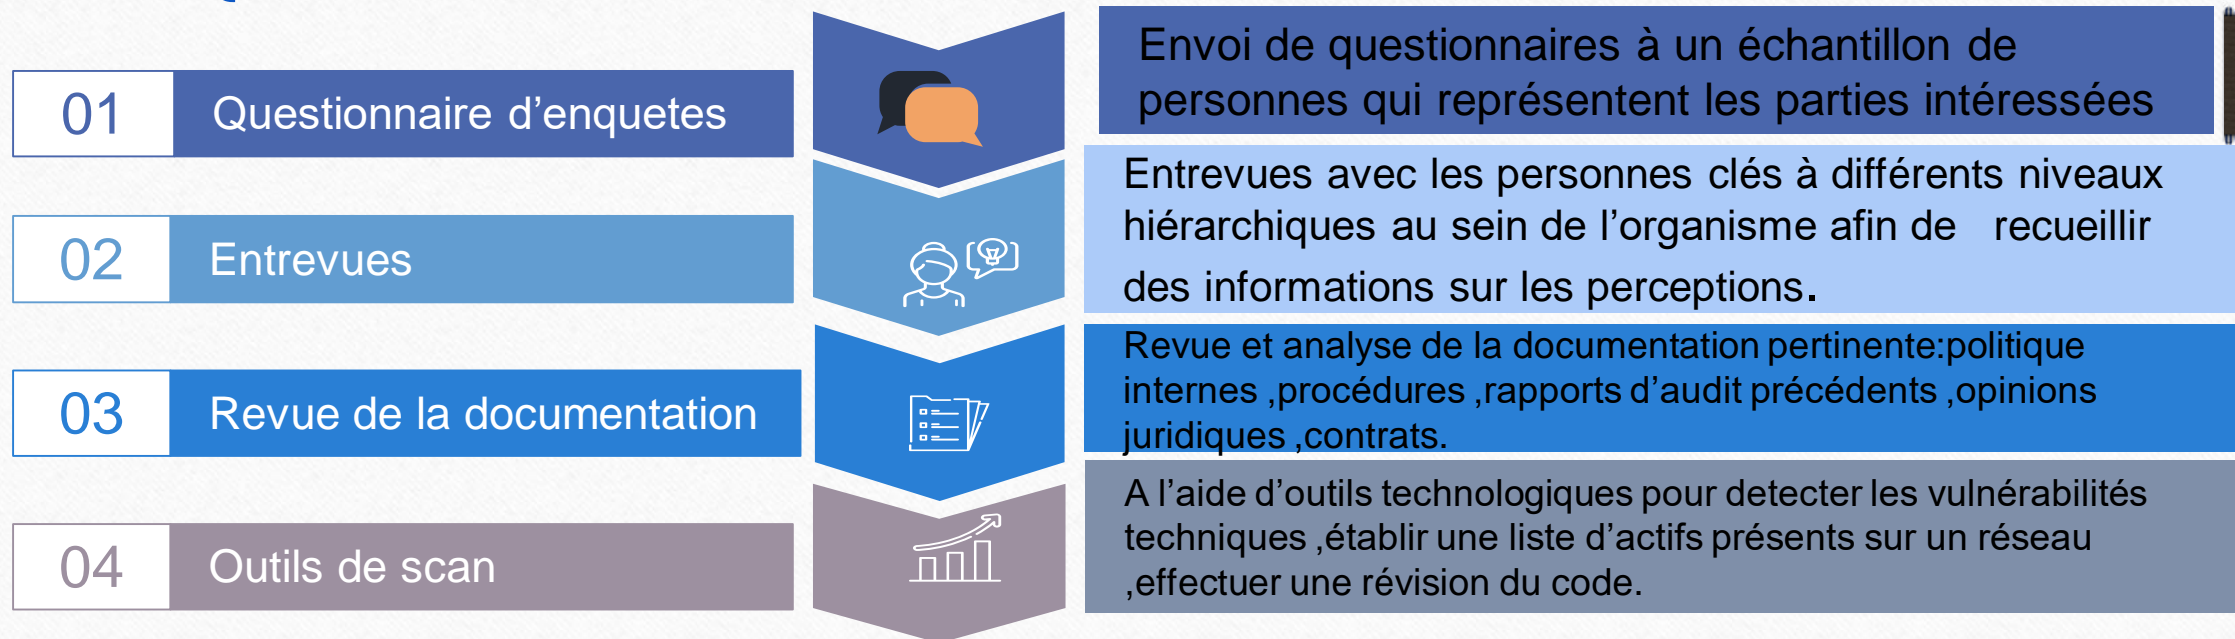 01
Questionnaire d’enquetes
Envoi de questionnaires à un échantillon de
personnes qui représentent les parties intéressées
02
Entrevues
Entrevues avec les personnes clés à différents niveaux
hiérarchiques au sein de l’organisme afin de recueillir
des informations sur les perceptions.
03
Revue de la documentation
Revue et analyse de la documentation pertinente:politique
internes ,procédures ,rapports d’audit précédents ,opinions
juridiques ,contrats.
04
Outils de scan
A l’aide d’outils technologiques pour detecter les vulnérabilités
techniques ,établir une liste d’actifs présents sur un réseau
,effectuer une révision du code.